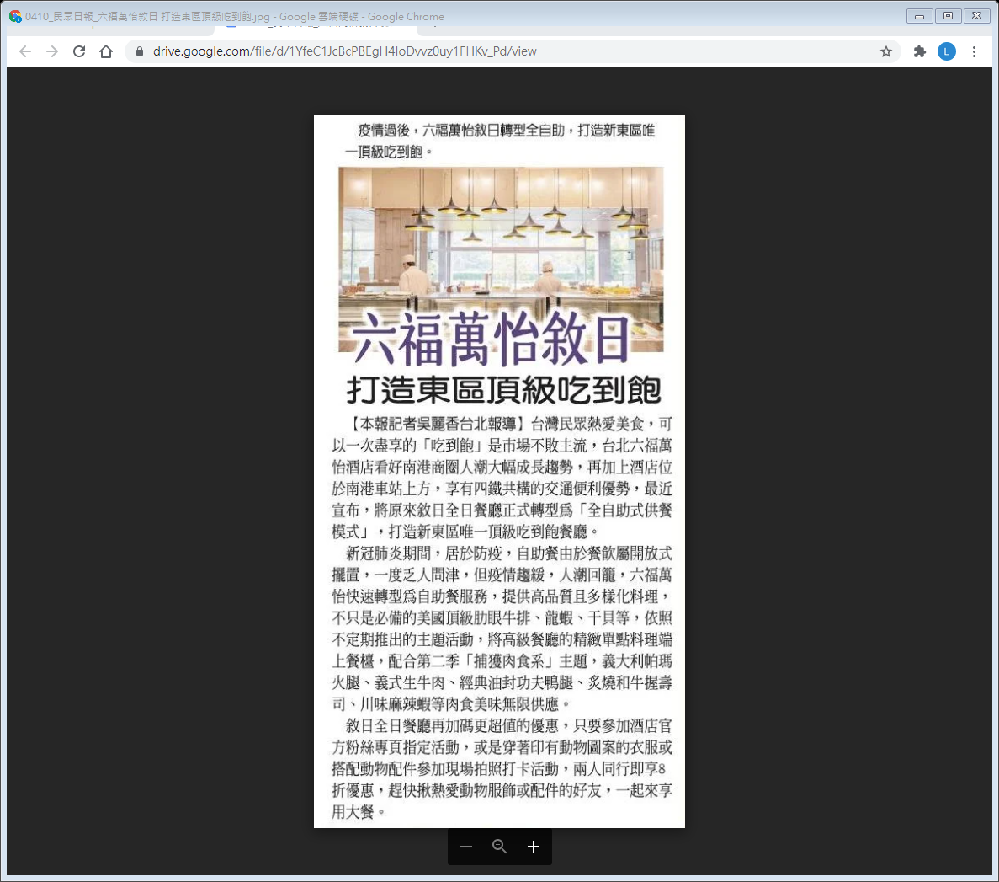 0410_民眾日報_六福萬怡敘日 打造東區頂級吃到飽.jpg - Google 雲端硬碟 - Google Chrome
drive.google.com/file/d/1YfeC1JcBcPBEgH4IoDvvz0uy1FHKv_Pd/view
L
疫情過後，六福萬怡敘日轉型全自助，打造新東區唯
一頂級吃到飽。
六福萬怡敘日
打造東區頂級吃到飽
【本報記者吳麗香台北報導】台灣民眾熱愛美食，可
以一次盡享的「吃到飽」是市場不敗主流，台北六福萬
怡酒店看好南港商圈人潮大幅成長趨勢，再加上酒店位
於南港車站上方，享有四鐵共構的交通便利優勢，最近
宣布，將原來敘日全日餐廳正式轉型為「全自助式供餐
模式」，打造新東區唯一頂級吃到飽餐廳。
新冠肺炎期間，居於防疫，自助餐由於餐飲屬開放式
擺置，一度乏人問津，但疫情趨緩，人潮回籠，六福萬
怡快速轉型為自助餐服務，提供高品質且多樣化料理，
不只是必備的美國頂級肋眼牛排、龍蝦、干貝等，依照
不定期推出的主題活動，將高級餐廳的精緻單點料理端
上餐檯，配合第二季「捕獲肉食系」主題，義大利帕瑪
火腿、義式生牛肉、經典油封功夫鴨腿、炙燒和牛握壽
司、川味麻辣蝦等肉食美味無限供應。
敘日全日餐廳再加碼更超值的優惠，只要參加酒店官
方粉絲專頁指定活動，或是穿著印有動物圖案的衣服或
搭配動物配件參加現場拍照打卡活動，兩人同行即享8
折優惠，趕快揪熱愛動物服飾或配件的好友，一起來享
用大餐。